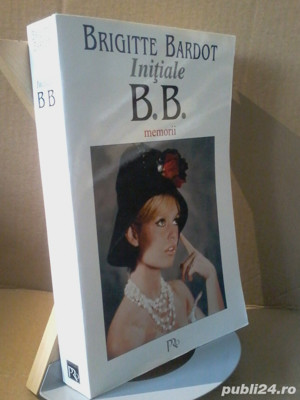 BRIGITTE BARDOT
Inițiale
B.B.
memorii
B B
publi24.ro